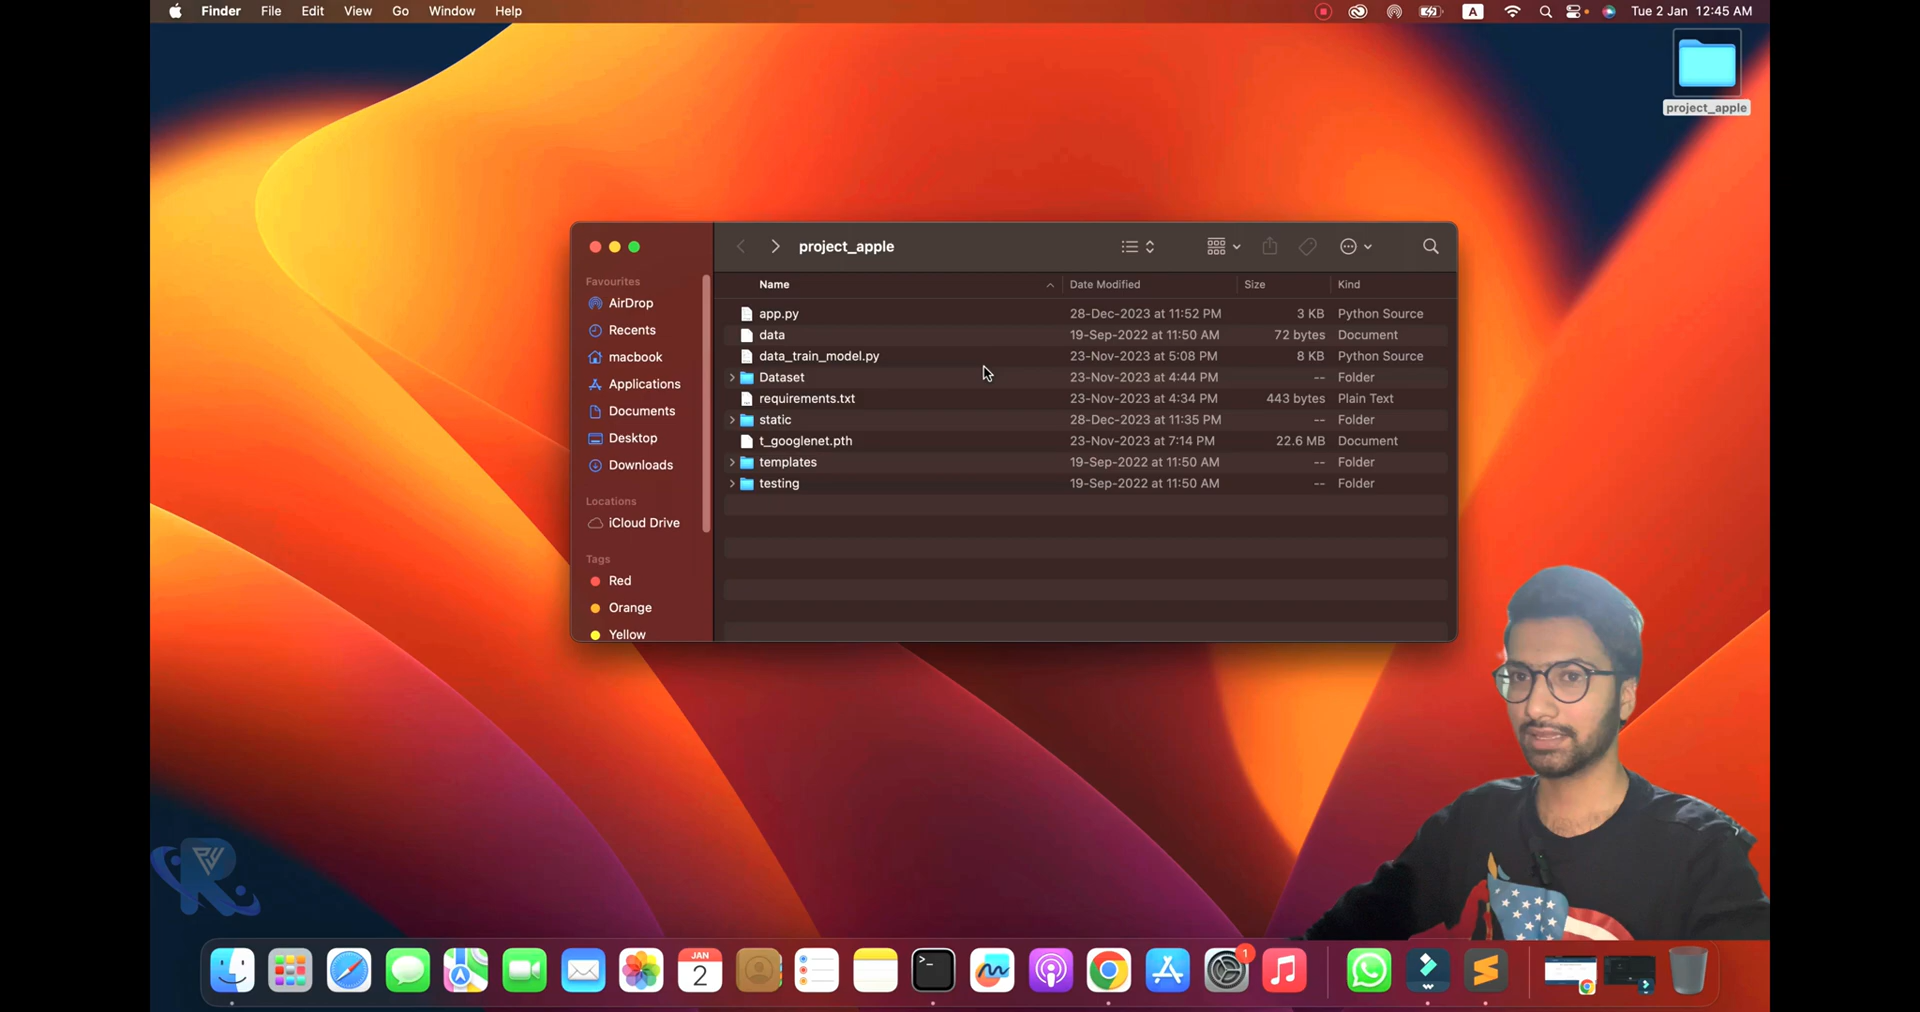 Finder File Edit View Go Window Help
A Tue 2 Jan 12:45 AM
project_apple
project_apple
Favourites
AirDrop
Recents
macbook
Applications
Documents
Desktop
Downloads
Locations
iCloud Drive
Tags
Red
Orange
Yellow
Name Date Modified Size Kind
app.py 28-Dec-2023 at 11:52 PM 3 KB Python Source
data 19-Sep-2022 at 11:50 AM 72 bytes Document
data_train_model.py 23-Nov-2023 at 5:08 PM 8 KB Python Source
Dataset 23-Nov-2023 at 4:44 PM -- Folder
requirements.txt 23-Nov-2023 at 4:34 PM 443 bytes Plain Text
static 28-Dec-2023 at 11:35 PM -- Folder
t_googlenet.pth 23-Nov-2023 at 7:14 PM 22.6 MB Document
templates 19-Sep-2022 at 11:50 AM -- Folder
testing 19-Sep-2022 at 11:50 AM -- Folder
JAN
2
>_
1